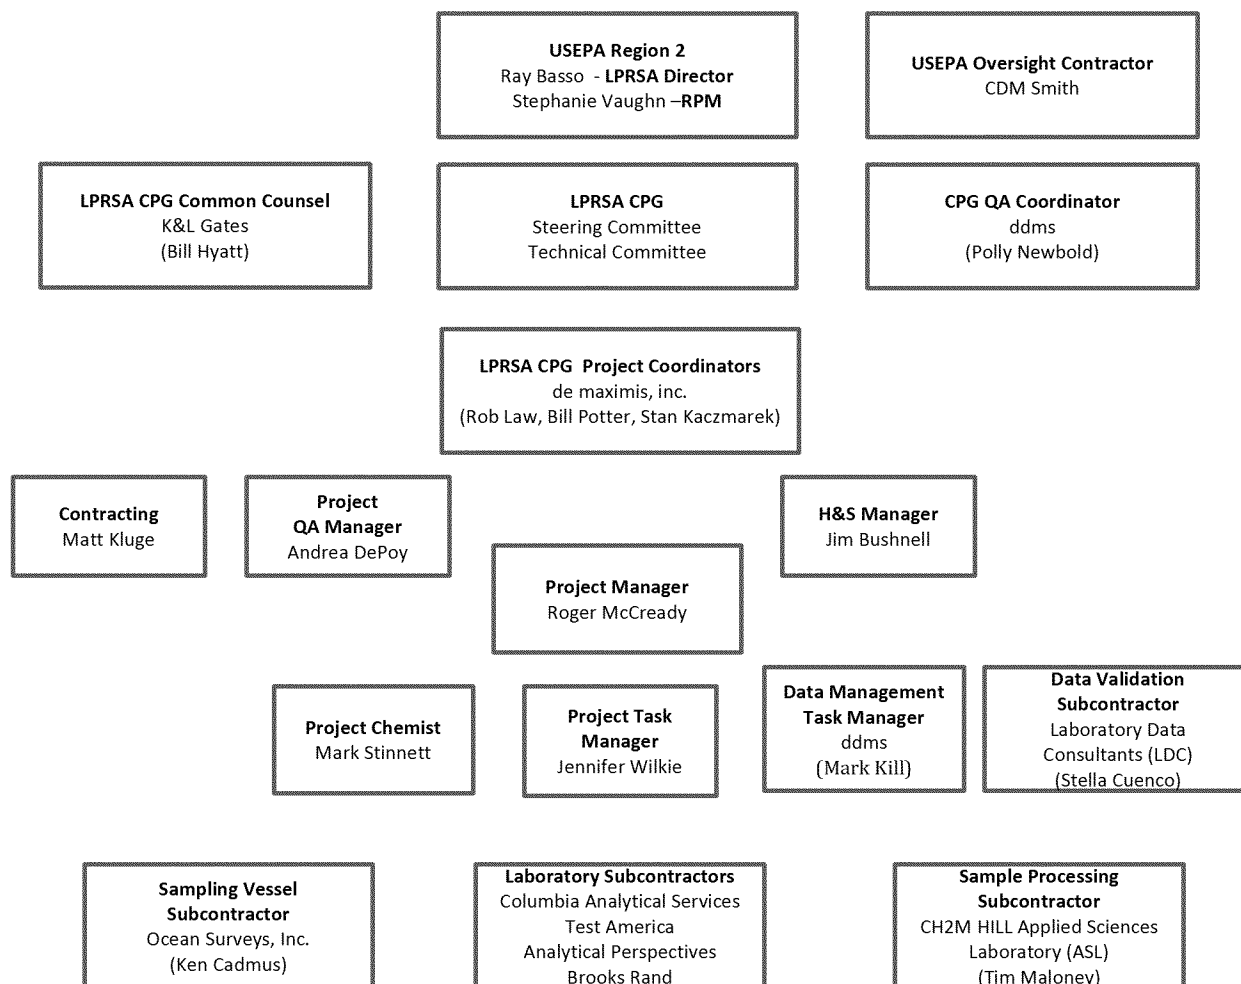 USEPA Region 2
Ray Basso - LPRSA Director
Stephanie Vaughn –RPM
USEPA Oversight Contractor
CDM Smith
LPRSA CPG Common Counsel
K&L Gates
(Bill Hyatt)
LPRSA CPG
Steering Committee
Technical Committee
CPG QA Coordinator
ddms
(Polly Newbold)
LPRSA CPG Project Coordinators
de maximis, inc.
(Rob Law, Bill Potter, Stan Kaczmarek)
Contracting
Matt Kluge
Project
QA Manager
Andrea DePoy
H&S Manager
Jim Bushnell
Project Manager
Roger McCready
Project Chemist
Mark Stinnett
Project Task
Manager
Jennifer Wilkie
Data Management
Task Manager
ddms
(Mark Kill)
Data Validation
Subcontractor
Laboratory Data
Consultants (LDC)
(Stella Cuenco)
Sampling Vessel
Subcontractor
Ocean Surveys, Inc.
(Ken Cadmus)
Laboratory Subcontractors
Columbia Analytical Services
Test America
Analytical Perspectives
Brooks Rand
Sample Processing
Subcontractor
CH2M HILL Applied Sciences
Laboratory (ASL)
(Tim Maloney)